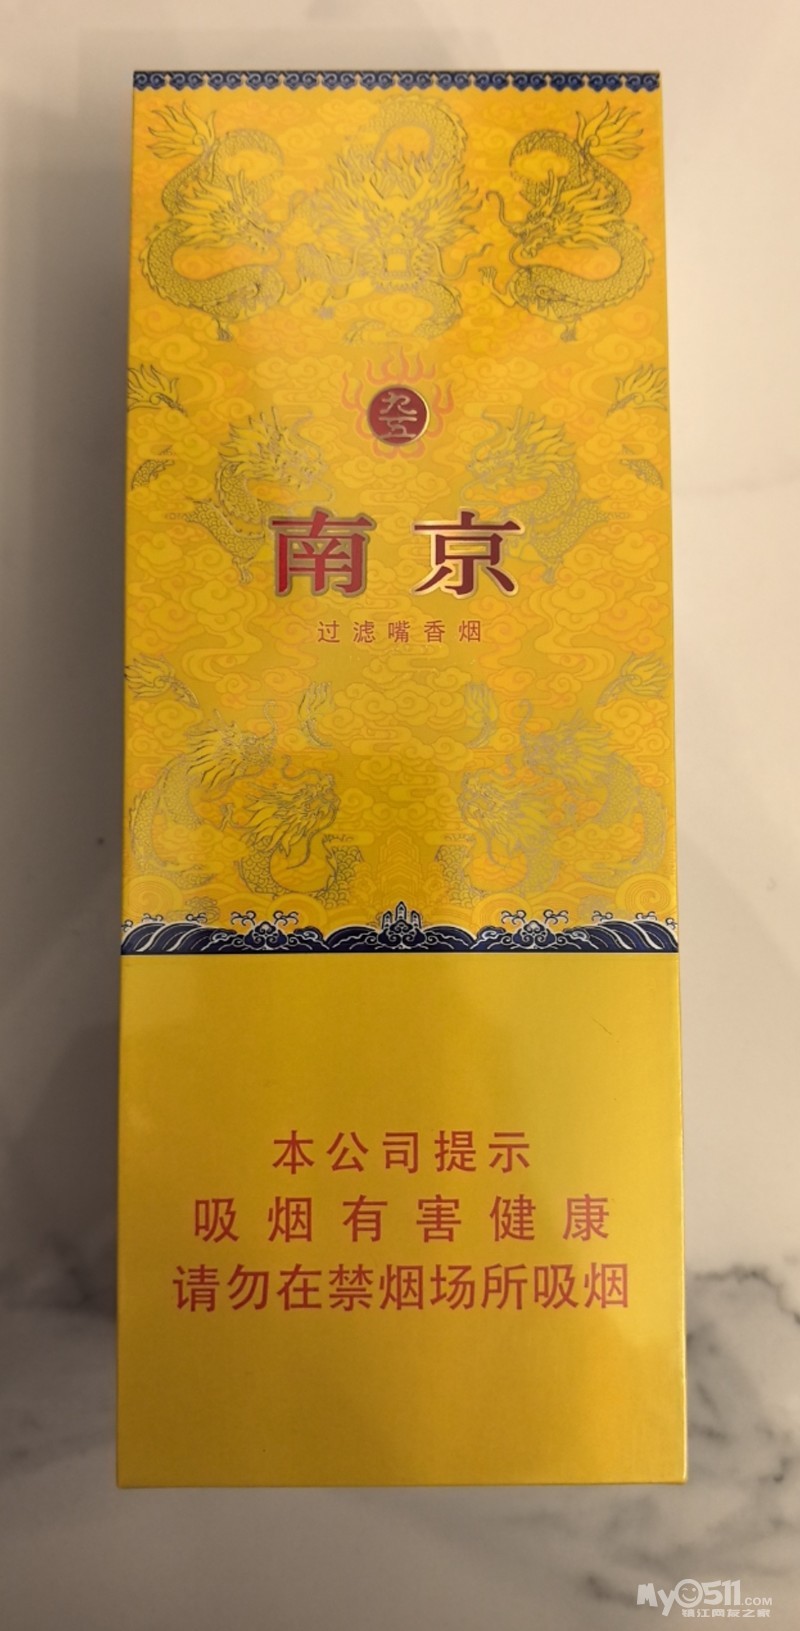 九五
南京
过滤嘴香烟
本公司提示
吸烟有害健康
请勿在禁烟场所吸烟
MY0511.COM
镇江网友之家